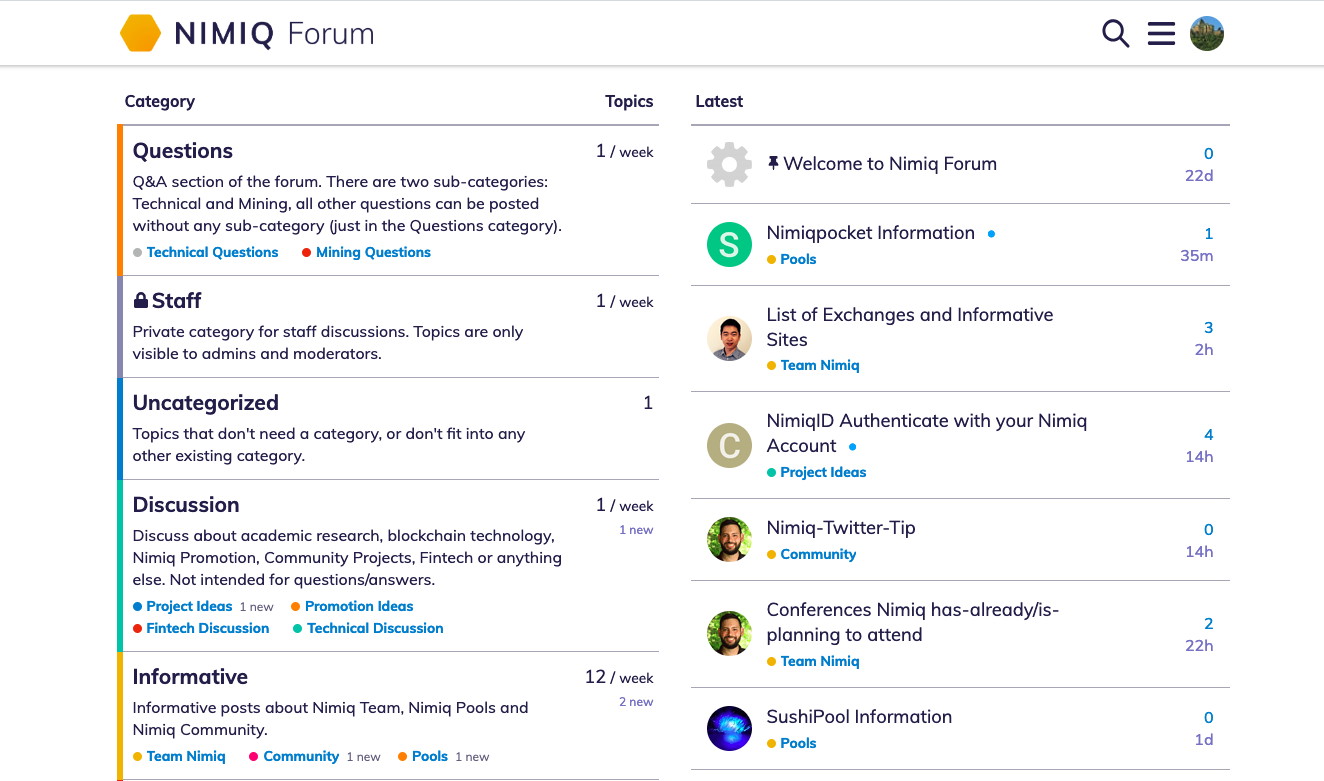 NIMIQ Forum
Category Topics
Questions 1 / week
Q&A section of the forum. There are two sub-categories:
Technical and Mining, all other questions can be posted
without any sub-category (just in the Questions category).
Technical Questions Mining Questions
Staff 1 / week
Private category for staff discussions. Topics are only
visible to admins and moderators.
Uncategorized 1
Topics that don't need a category, or don't fit into any
other existing category.
Discussion 1 / week
1 new
Discuss about academic research, blockchain technology,
Nimiq Promotion, Community Projects, Fintech or anything
else. Not intended for questions/answers.
Project Ideas 1 new Promotion Ideas
Fintech Discussion Technical Discussion
Informative 12 / week
2 new
Informative posts about Nimiq Team, Nimiq Pools and
Nimiq Community.
Team Nimiq Community 1 new Pools 1 new
Latest
Welcome to Nimiq Forum
0
22d
S
Nimiqpocket Information
Pools
1
35m
List of Exchanges and Informative
Sites
Team Nimiq
3
2h
C
NimiqID Authenticate with your Nimiq
Account
Project Ideas
4
14h
Nimiq-Twitter-Tip
Community
0
14h
Conferences Nimiq has-already/is-
planning to attend
Team Nimiq
2
22h
SushiPool Information
Pools
0
1d